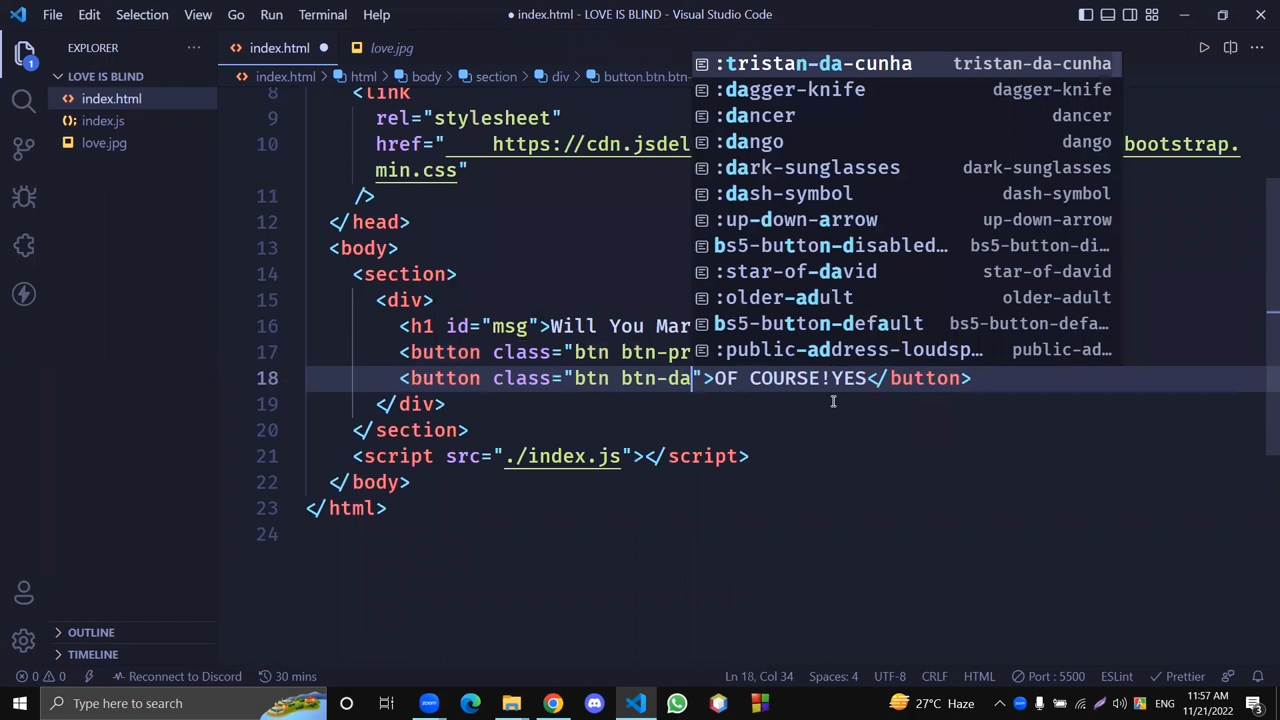 File Edit Selection View Go Run Terminal Help
● index.html - LOVE IS BLIND - Visual Studio Code
EXPLORER
LOVE IS BLIND
index.html
index.js
love.jpg
OUTLINE
TIMELINE
1
index.html ●
love.jpg
index.html > html > body > section > div > button.btn.btn-
8 <link
9 rel="stylesheet"
10 href=" https://cdn.jsdel bootstrap.
min.css"
11 />
12 </head>
13 <body>
14 <section>
15 <div>
16 <h1 id="msg">Will You Mar
17 <button class="btn btn-pr
18 <button class="btn btn-da">OF COURSE!YES</button>
19 </div>
20 </section>
21 <script src="./index.js"></script>
22 </body>
23 </html>
24
:tristan-da-cunha tristan-da-cunha
:dagger-knife dagger-knife
:dancer dancer
:dango dango
:dark-sunglasses dark-sunglasses
:dash-symbol dash-symbol
:up-down-arrow up-down-arrow
bs5-button-disabled… bs5-button-di…
:star-of-david star-of-david
:older-adult older-adult
bs5-button-default bs5-button-defa…
:public-address-loudsp… public-ad…
0 0 Reconnect to Discord 30 mins Ln 18, Col 34 Spaces: 4 UTF-8 CRLF HTML Port : 5500 ESLint Prettier
Type here to search
zoom
27°C Haze
ENG
11:57 AM
11/21/2022
3